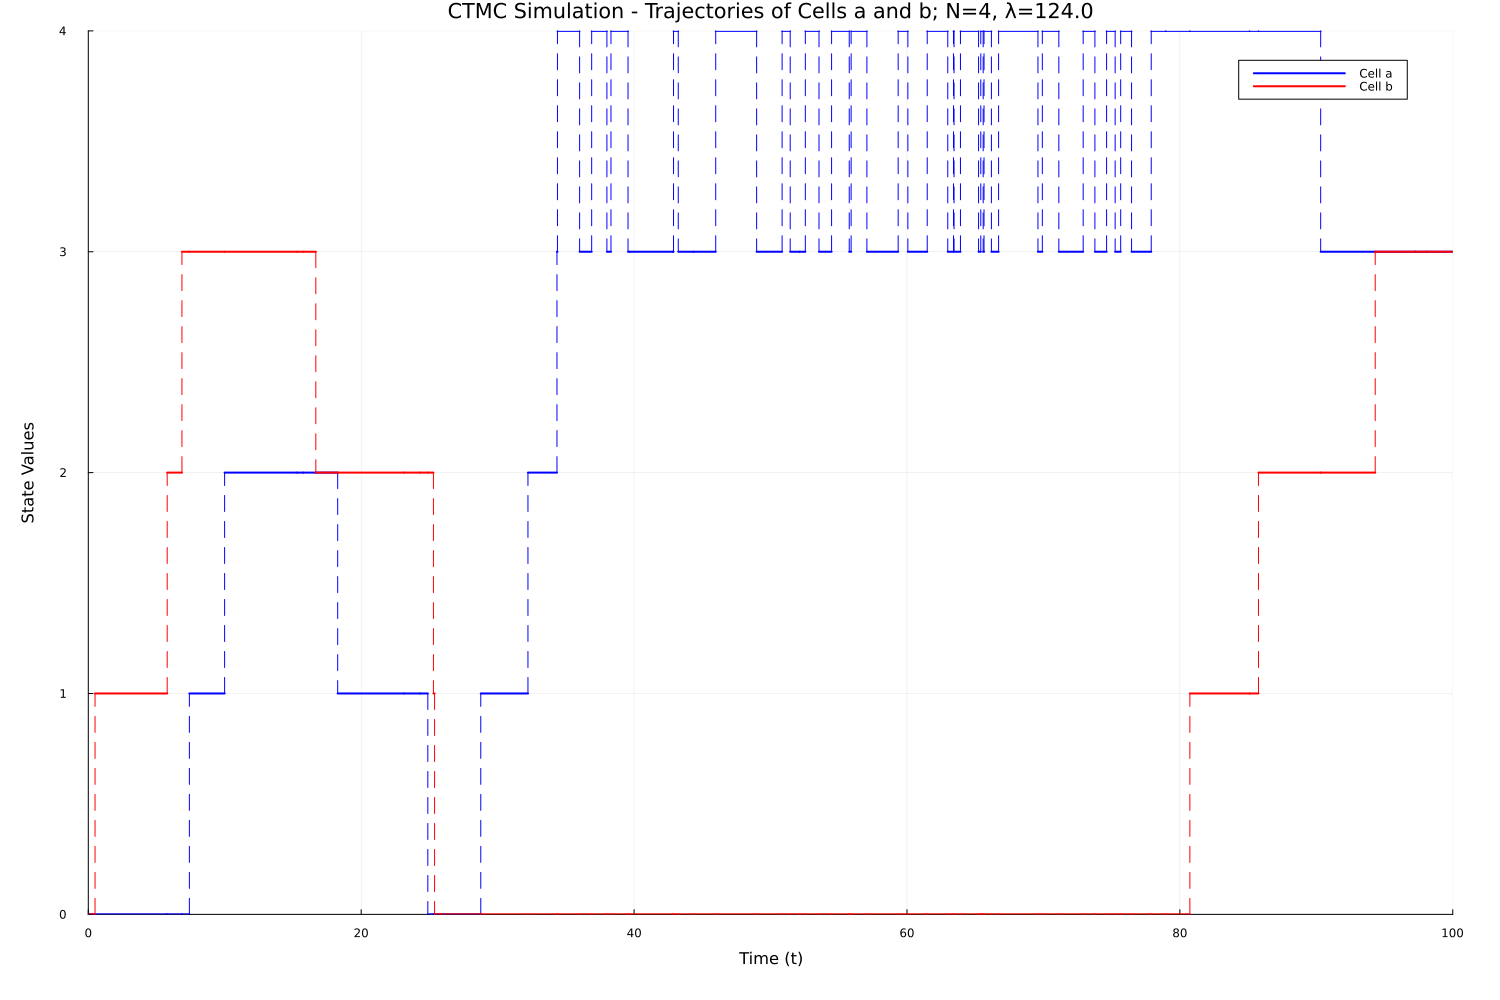 CTMC Simulation - Trajectories of Cells a and b; N=4, λ=124.0
4
Cell a
Cell b
3
State Values
2
1
0
0 20 40 60 80 100
Time (t)